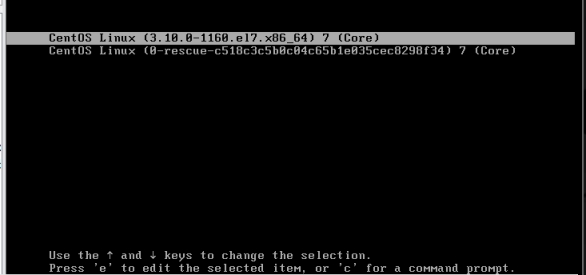 CentOS Linux (3.10.0-1160.el7.x86_64) 7 (Core)
CentOS Linux (0-rescue-c518c3c5b0c04c65b1e035cec8298f34) 7 (Core)
Use the ↑ and ↓ keys to change the selection.
Press 'e' to edit the selected item, or 'c' for a command prompt.